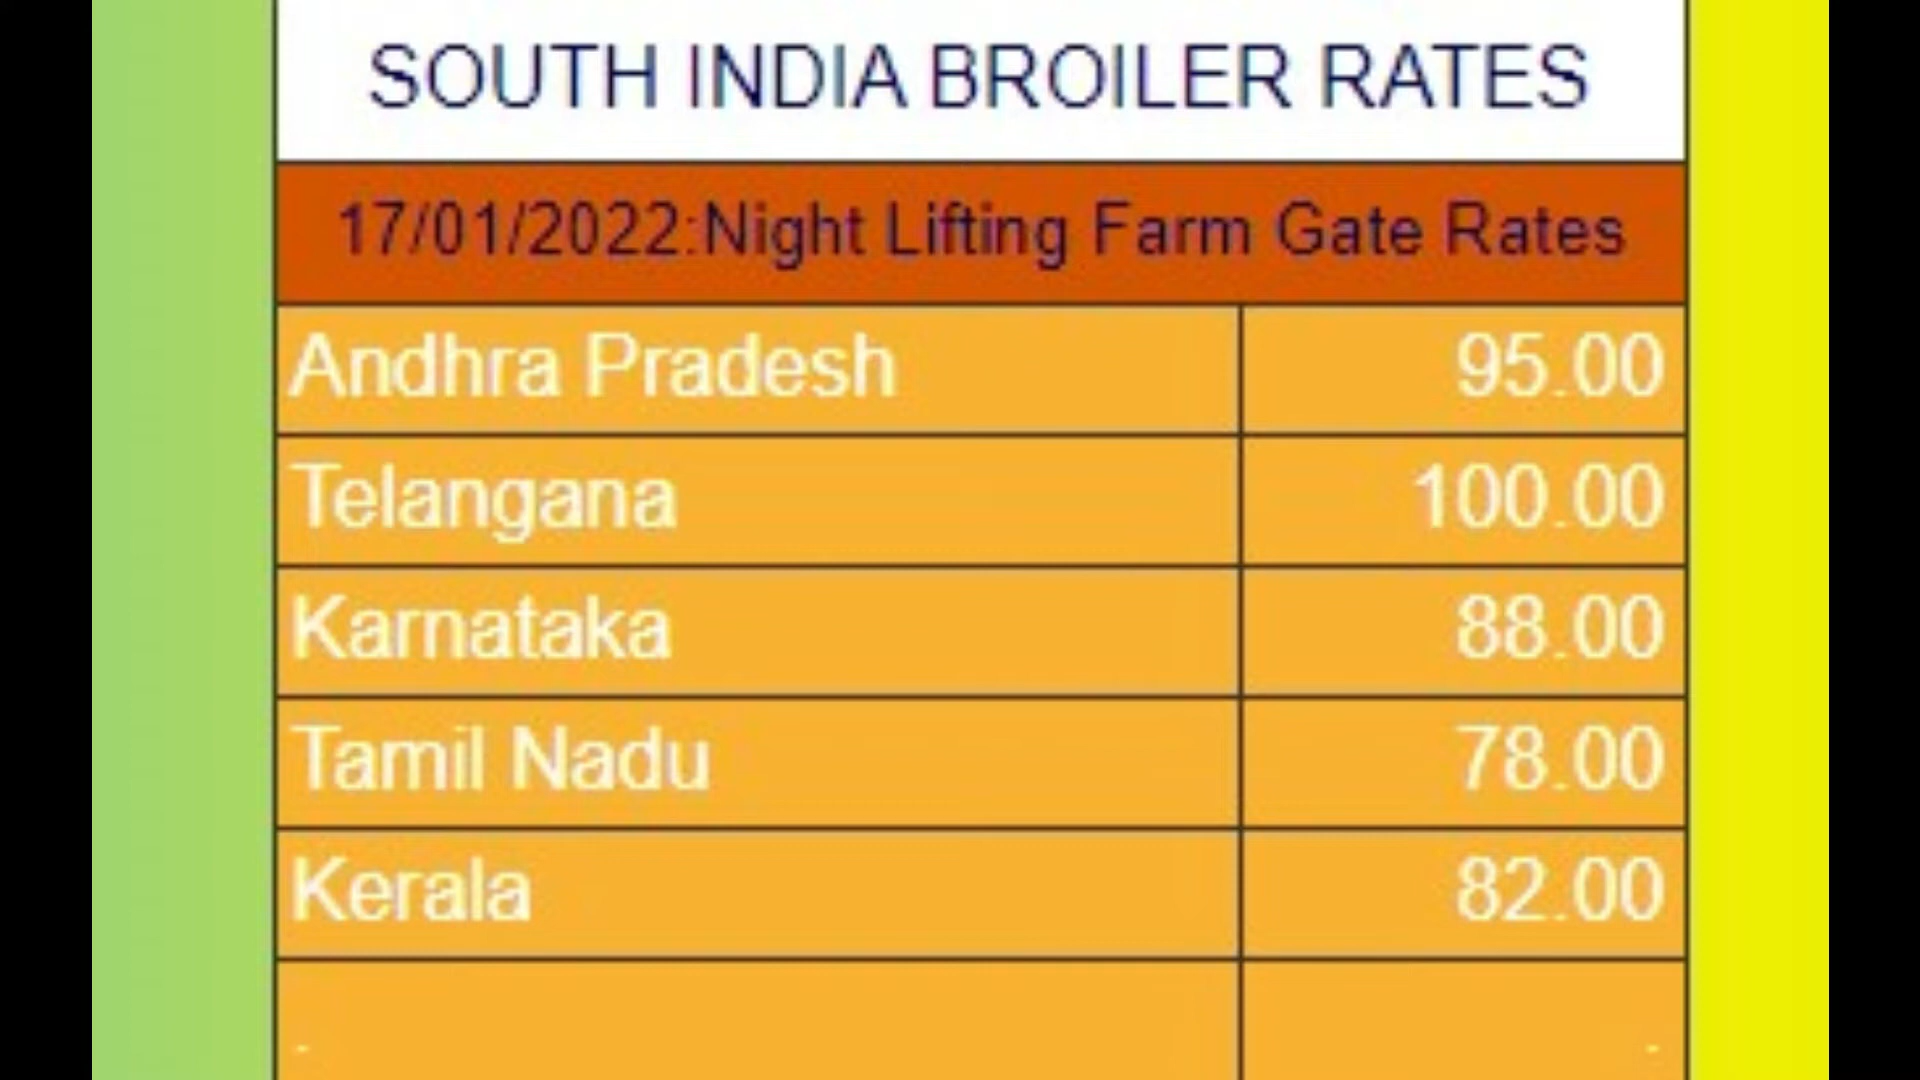 SOUTH INDIA BROILER RATES
17/01/2022:Night Lifting Farm Gate Rates
Andhra Pradesh 95.00
Telangana 100.00
Karnataka 88.00
Tamil Nadu 78.00
Kerala 82.00
- -